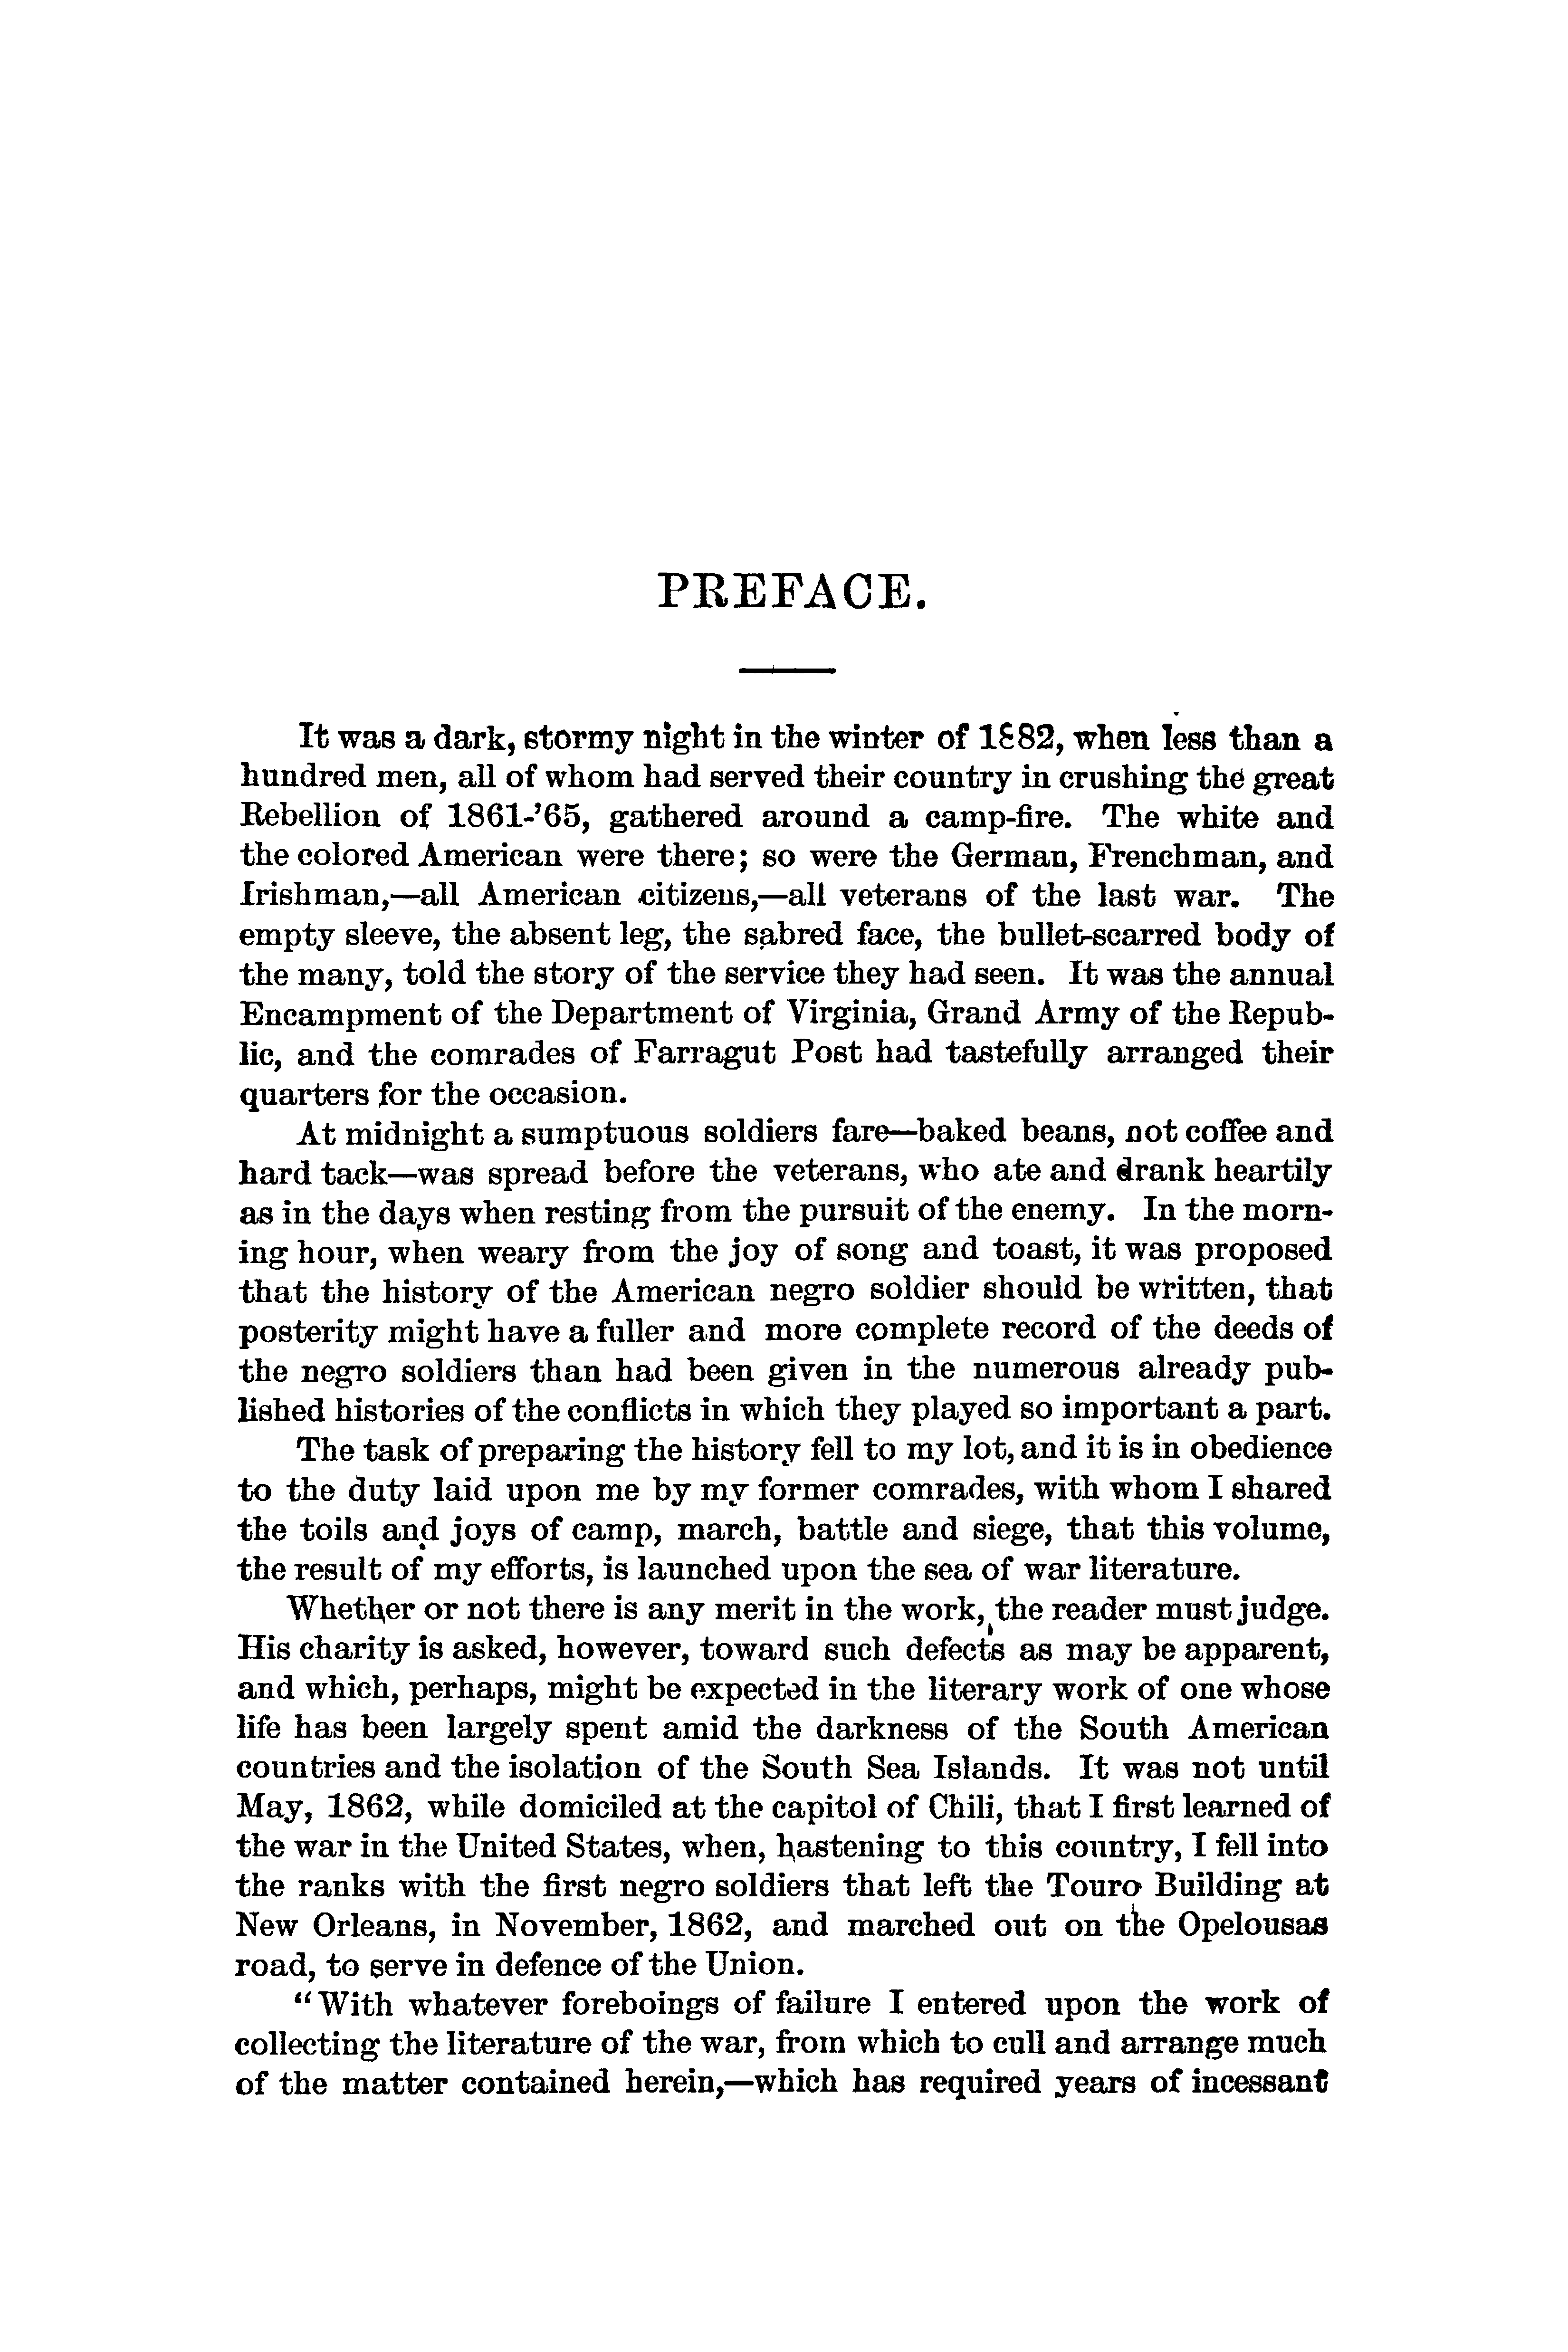 PREFACE.
It was a dark, stormy night in the winter of 1882, when less than a
hundred men, all of whom had served their country in crushing the great
Rebellion of 1861-’65, gathered around a camp-fire. The white and
the colored American were there; so were the German, Frenchman, and
Irishman,—all American citizens,—all veterans of the last war. The
empty sleeve, the absent leg, the sabred face, the bullet-scarred body of
the many, told the story of the service they had seen. It was the annual
Encampment of the Department of Virginia, Grand Army of the Repub-
lic, and the comrades of Farragut Post had tastefully arranged their
quarters for the occasion.
At midnight a sumptuous soldiers fare—baked beans, not coffee and
hard tack—was spread before the veterans, who ate and drank heartily
as in the days when resting from the pursuit of the enemy. In the morn-
ing hour, when weary from the joy of song and toast, it was proposed
that the history of the American negro soldier should be written, that
posterity might have a fuller and more complete record of the deeds of
the negro soldiers than had been given in the numerous already pub-
lished histories of the conflicts in which they played so important a part.
The task of preparing the history fell to my lot, and it is in obedience
to the duty laid upon me by my former comrades, with whom I shared
the toils and joys of camp, march, battle and siege, that this volume,
the result of my efforts, is launched upon the sea of war literature.
Whether or not there is any merit in the work, the reader must judge.
His charity is asked, however, toward such defects as may be apparent,
and which, perhaps, might be expected in the literary work of one whose
life has been largely spent amid the darkness of the South American
countries and the isolation of the South Sea Islands. It was not until
May, 1862, while domiciled at the capitol of Chili, that I first learned of
the war in the United States, when, hastening to this country, I fell into
the ranks with the first negro soldiers that left the Touro Building at
New Orleans, in November, 1862, and marched out on the Opelousas
road, to serve in defence of the Union.
“With whatever foreboings of failure I entered upon the work of
collecting the literature of the war, from which to cull and arrange much
of the matter contained herein,—which has required years of incessant